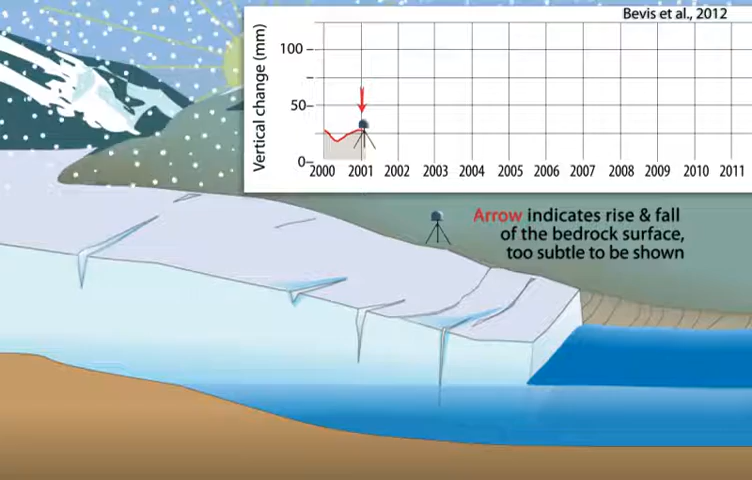 Bevis et al., 2012
Vertical change (mm)
100
50
0
2000 2001 2002 2003 2004 2005 2006 2007 2008 2009 2010 2011
Arrow indicates rise & fall
of the bedrock surface,
too subtle to be shown